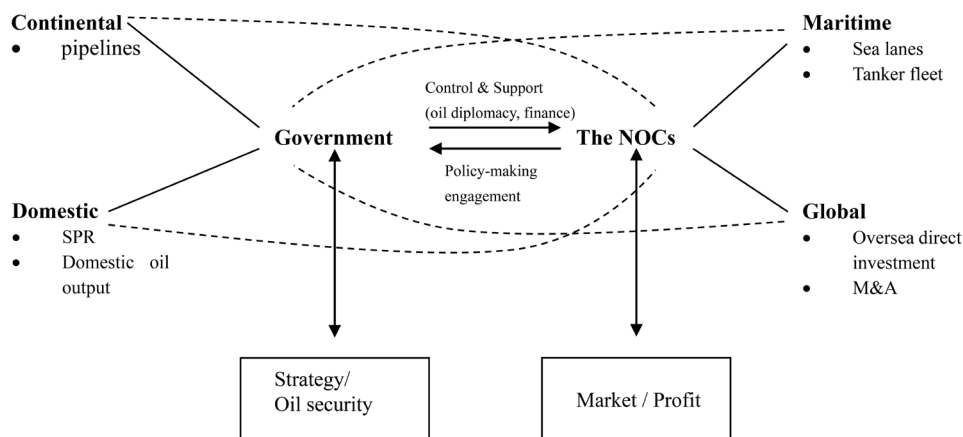 Continental
• pipelines
Maritime
• Sea lanes
• Tanker fleet
Control & Support
(oil diplomacy, finance)
Government
The NOCs
Policy-making
engagement
Domestic
• SPR
• Domestic oil
output
Global
• Oversea direct
investment
• M&A
Strategy/
Oil security
Market / Profit